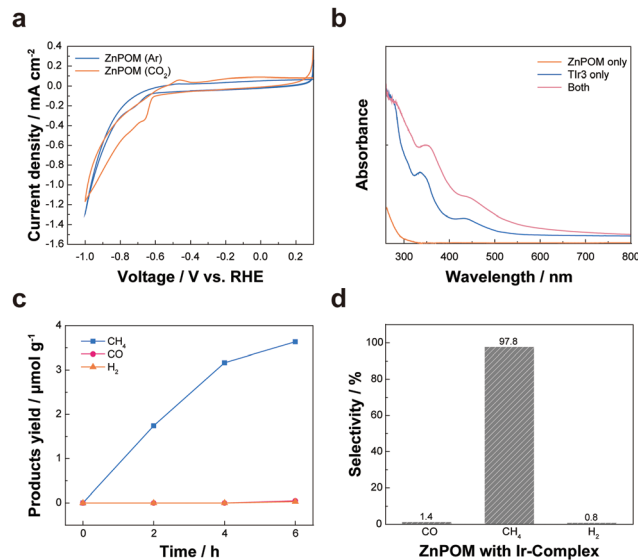 a
ZnPOM (Ar)
ZnPOM (CO₂)
0.4
0.2
0.0
-0.2
-0.4
-0.6
-0.8
-1.0
-1.2
-1.4
-1.6
Current density / mA cm⁻²
-1.0
-0.8
-0.6
-0.4
-0.2
0.0
0.2
Voltage / V vs. RHE
b
ZnPOM only
TIr3 only
Both
Absorbance
300
400
500
600
700
800
Wavelength / nm
c
CH₄
CO
H₂
4
3
2
1
0
Products yield / μmol g⁻¹
0
2
4
6
Time / h
d
100
80
60
40
20
0
Selectivity / %
1.4
97.8
0.8
CO
CH₄
H₂
ZnPOM with Ir-Complex